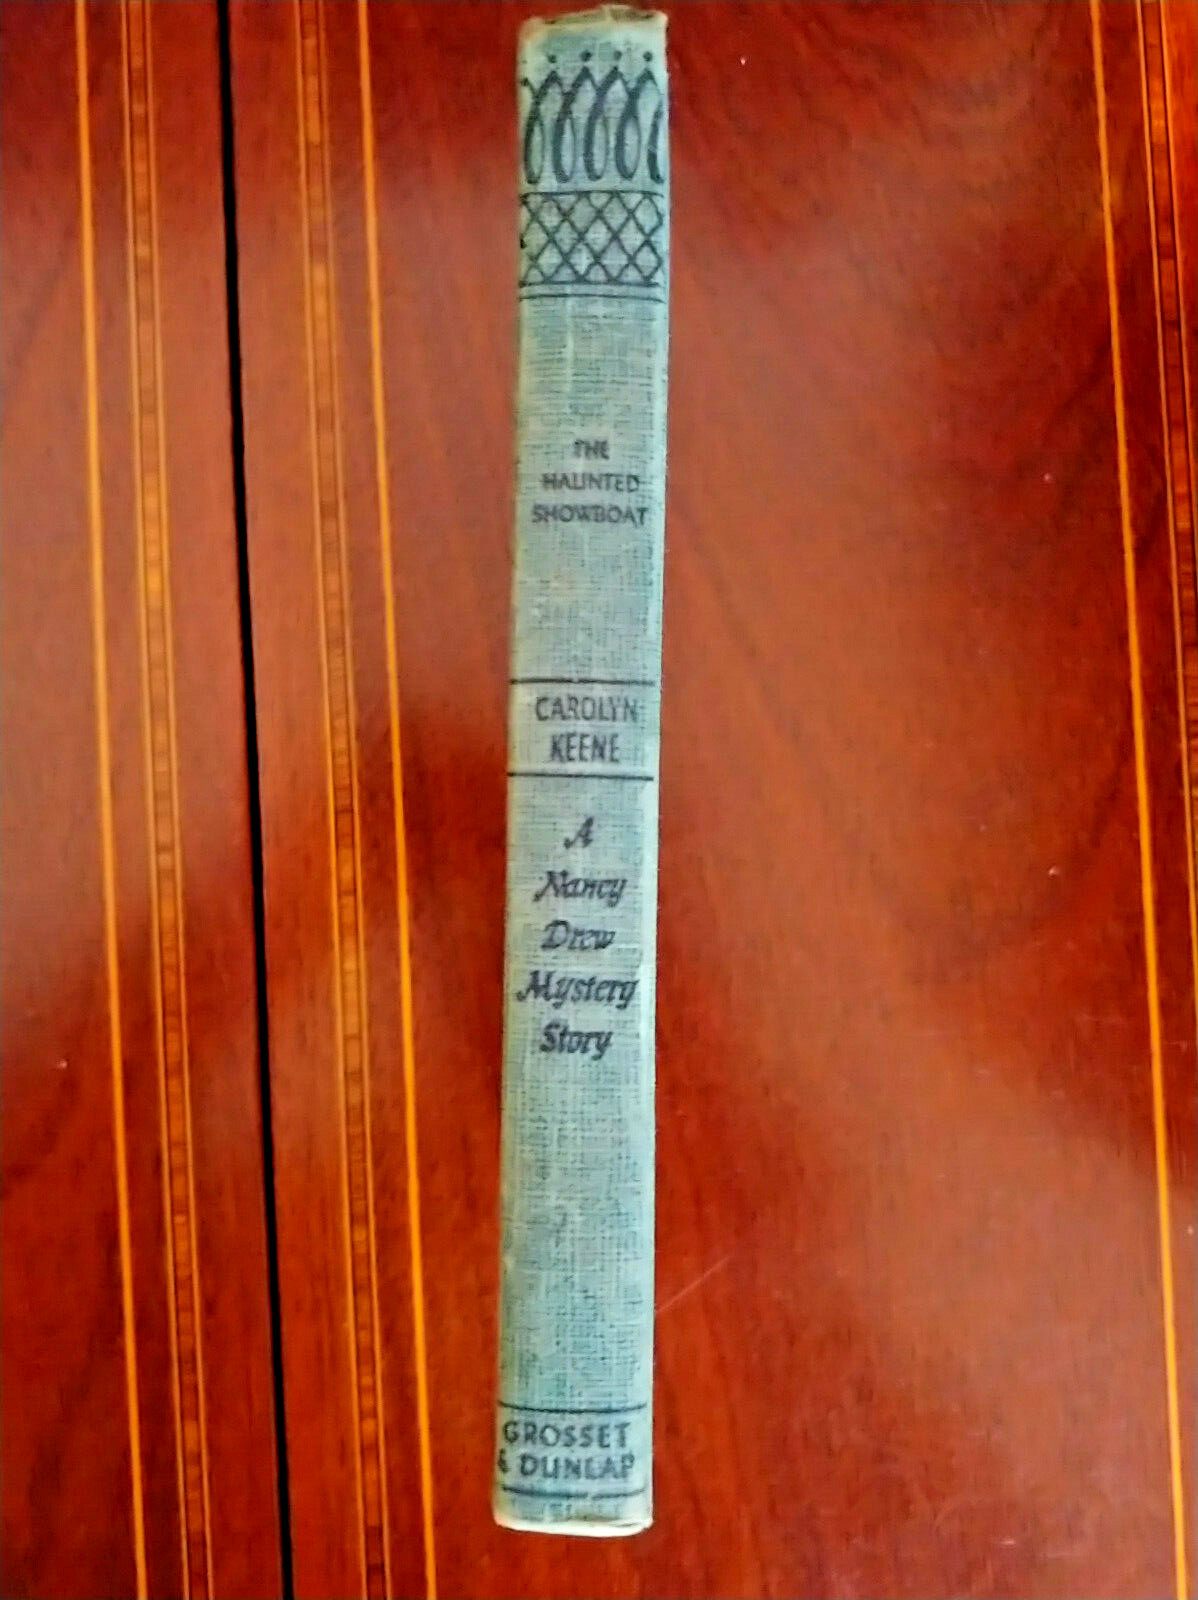 THE
HAUNTED
SHOWBOAT
CAROLYN
KEENE
A
Nancy
Drew
Mystery
Story
GROSSET
& DUNLAP